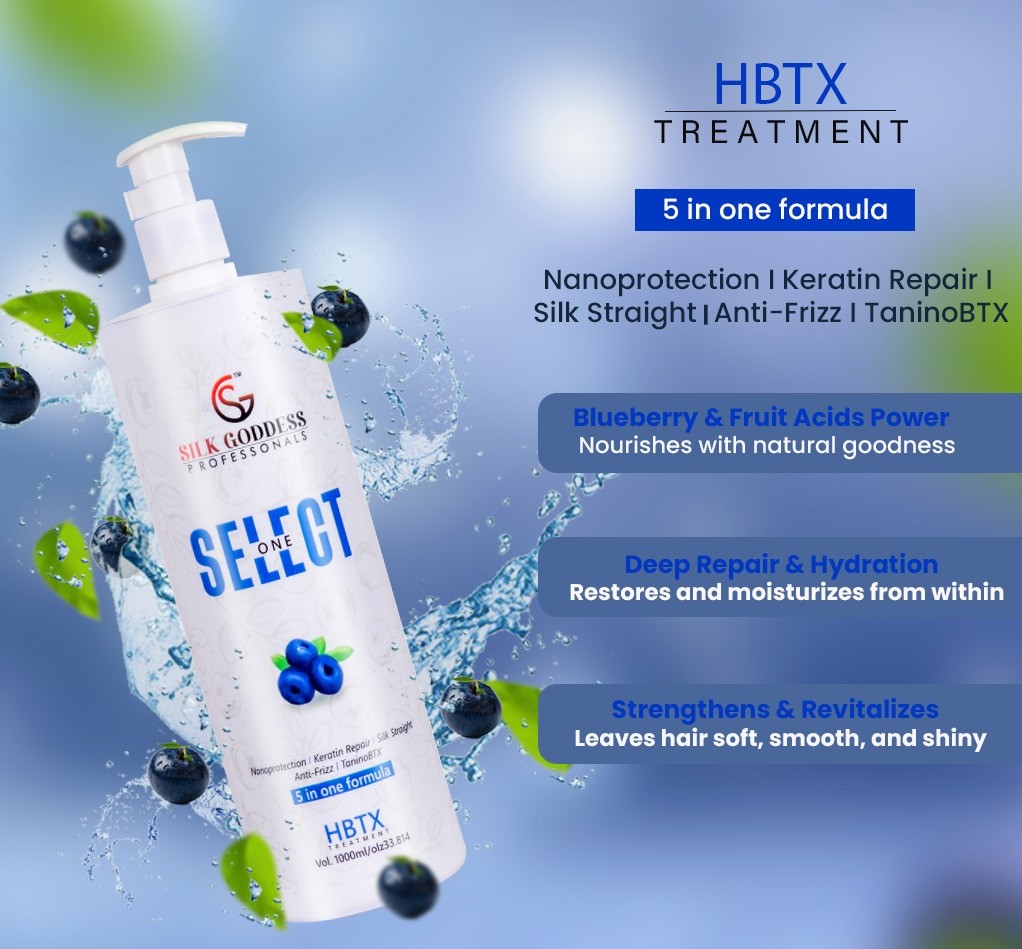 HBTX
TREATMENT
5 in one formula
Nanoprotection I Keratin Repair I
Silk Straight I Anti-Frizz I TaninoBTX
Blueberry & Fruit Acids Power
Nourishes with natural goodness
Deep Repair & Hydration
Restores and moisturizes from within
Strengthens & Revitalizes
Leaves hair soft, smooth, and shiny
SG™
SILK GODDESS
PROFESSONALS
SELECT
ONE
Nanoprotection | Keratin Repair | Silk Straight
Anti-Frizz | TaninoBTX
5 in one formula
HBTX
TREATMENT
Vol. 1000ml/olz33.814